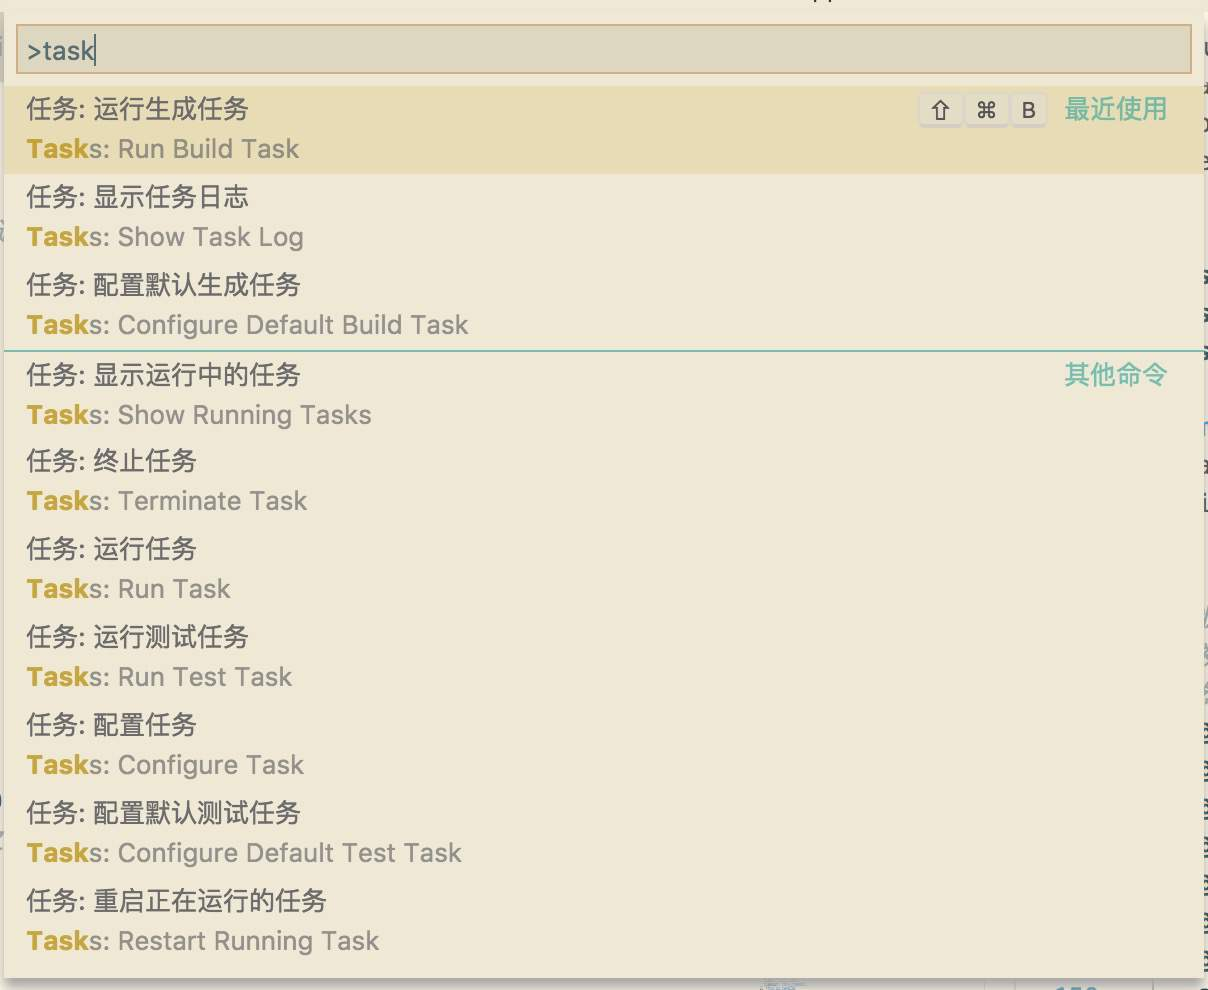 >task
任务: 运行生成任务 ⇧ ⌘ B 最近使用
Tasks: Run Build Task
任务: 显示任务日志
Tasks: Show Task Log
任务: 配置默认生成任务
Tasks: Configure Default Build Task
任务: 显示运行中的任务 其他命令
Tasks: Show Running Tasks
任务: 终止任务
Tasks: Terminate Task
任务: 运行任务
Tasks: Run Task
任务: 运行测试任务
Tasks: Run Test Task
任务: 配置任务
Tasks: Configure Task
任务: 配置默认测试任务
Tasks: Configure Default Test Task
任务: 重启正在运行的任务
Tasks: Restart Running Task